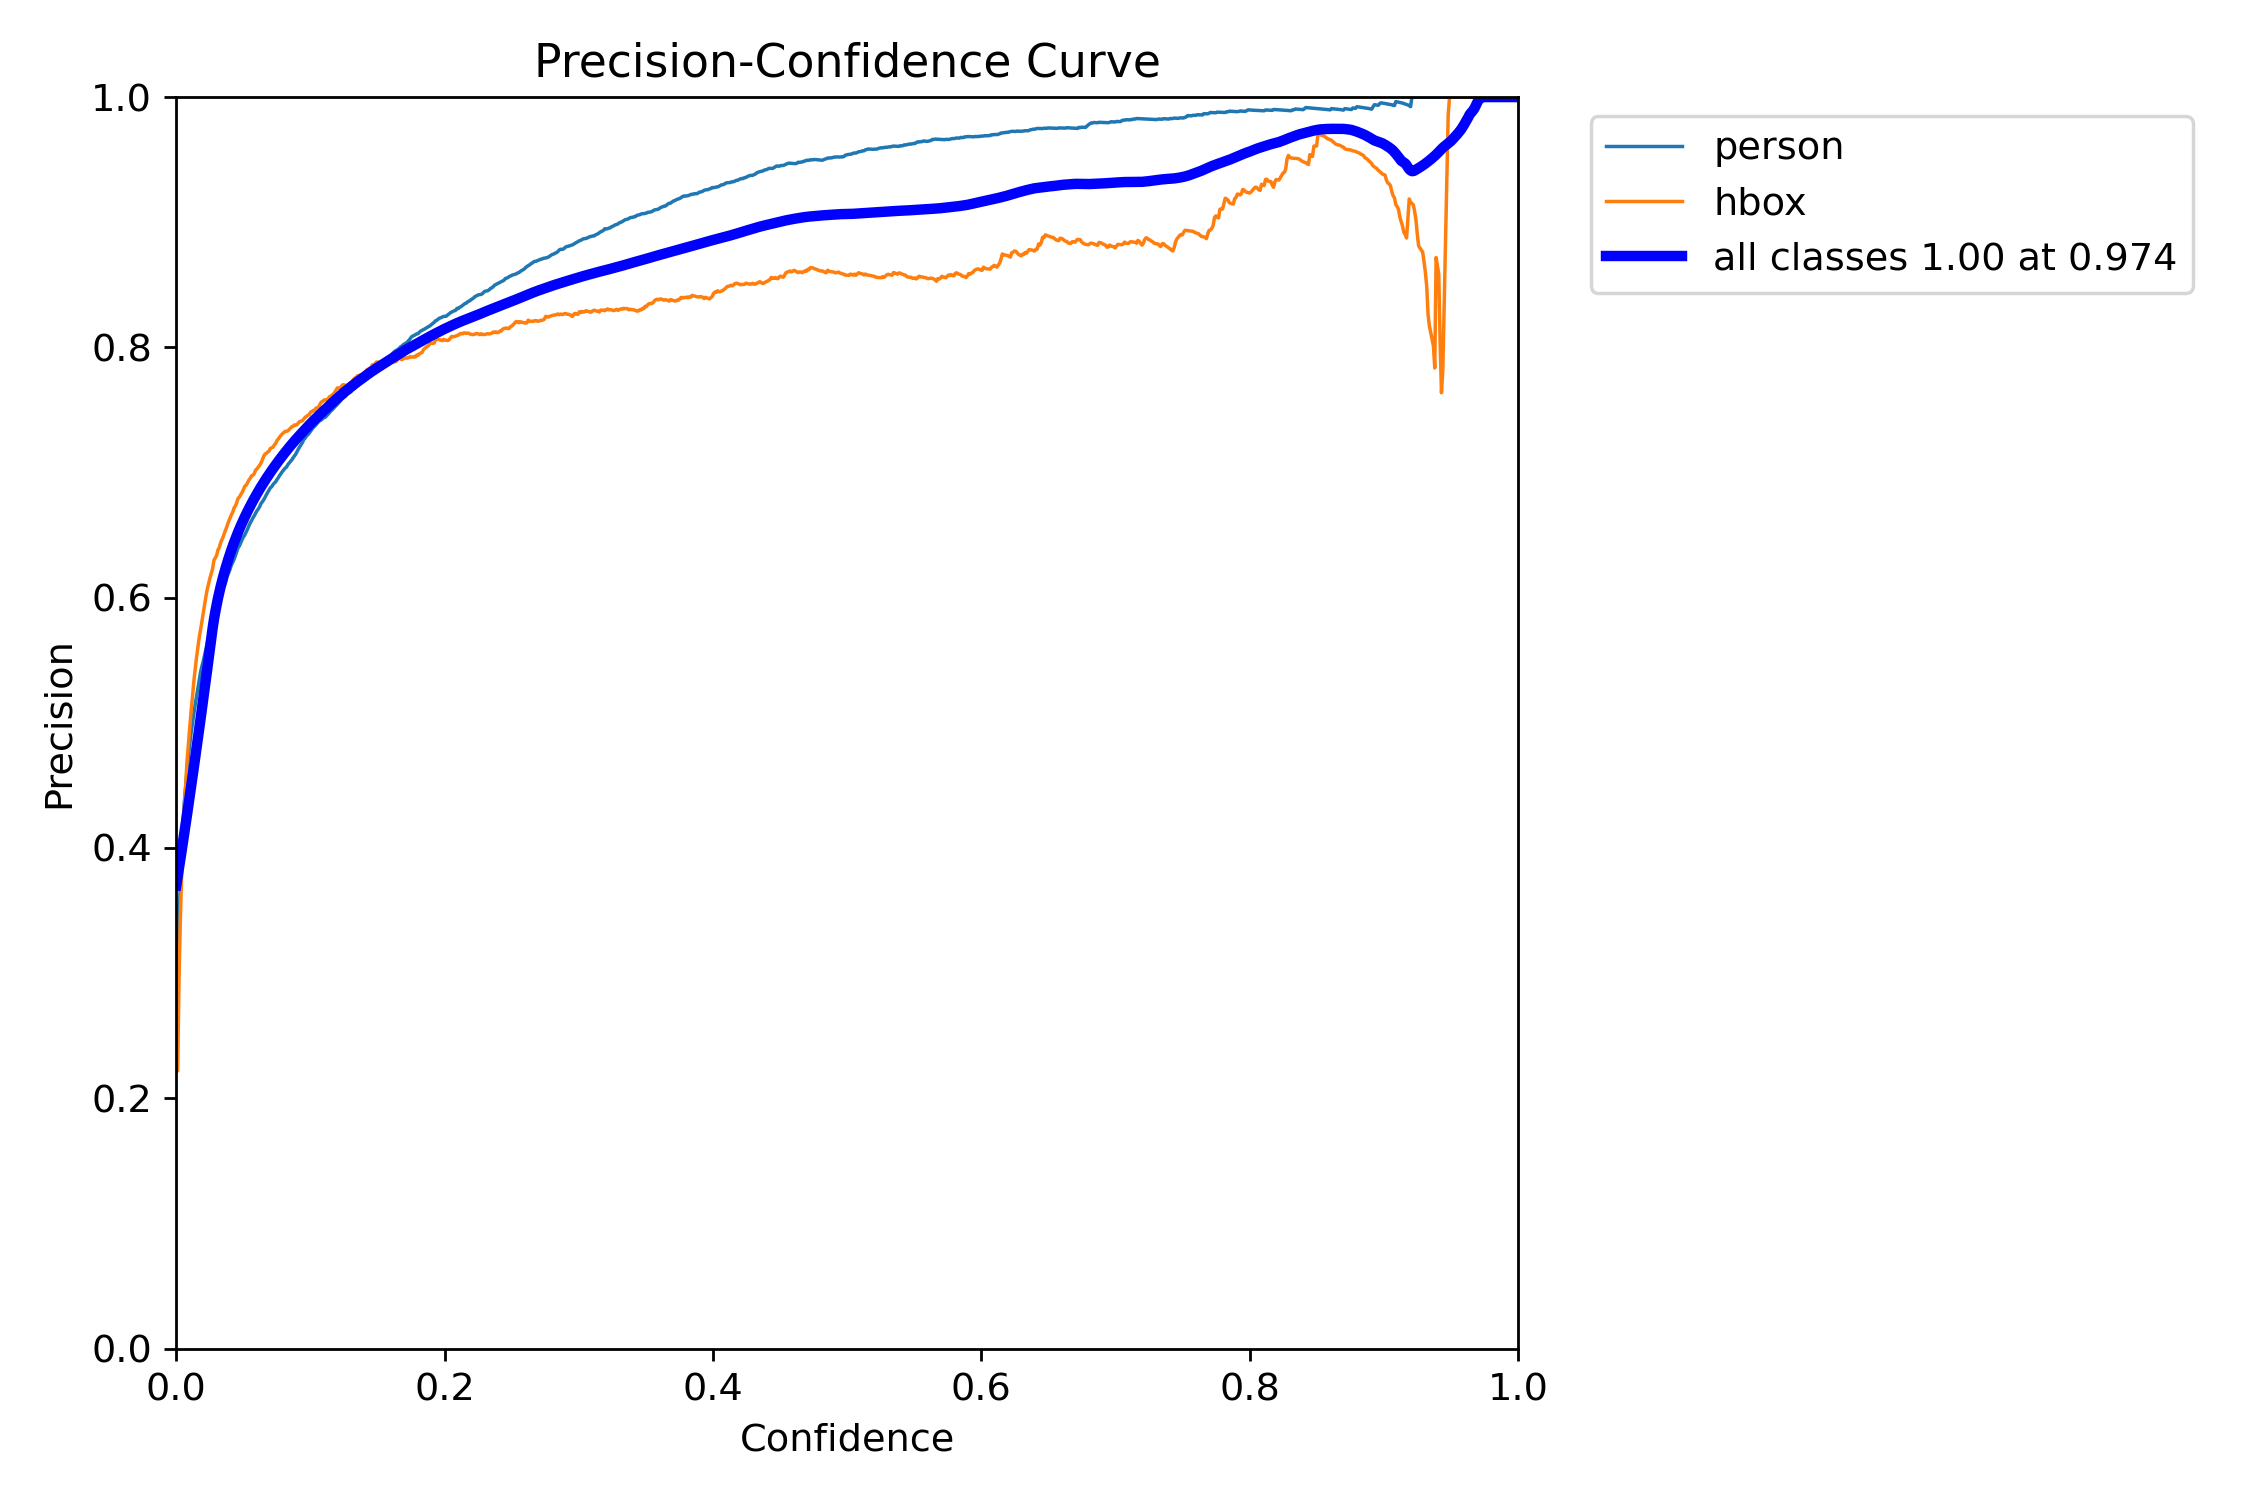 Precision-Confidence Curve
1.0
0.8
0.6
0.4
0.2
0.0
Precision
0.0 0.2 0.4 0.6 0.8 1.0
Confidence
person
hbox
all classes 1.00 at 0.974